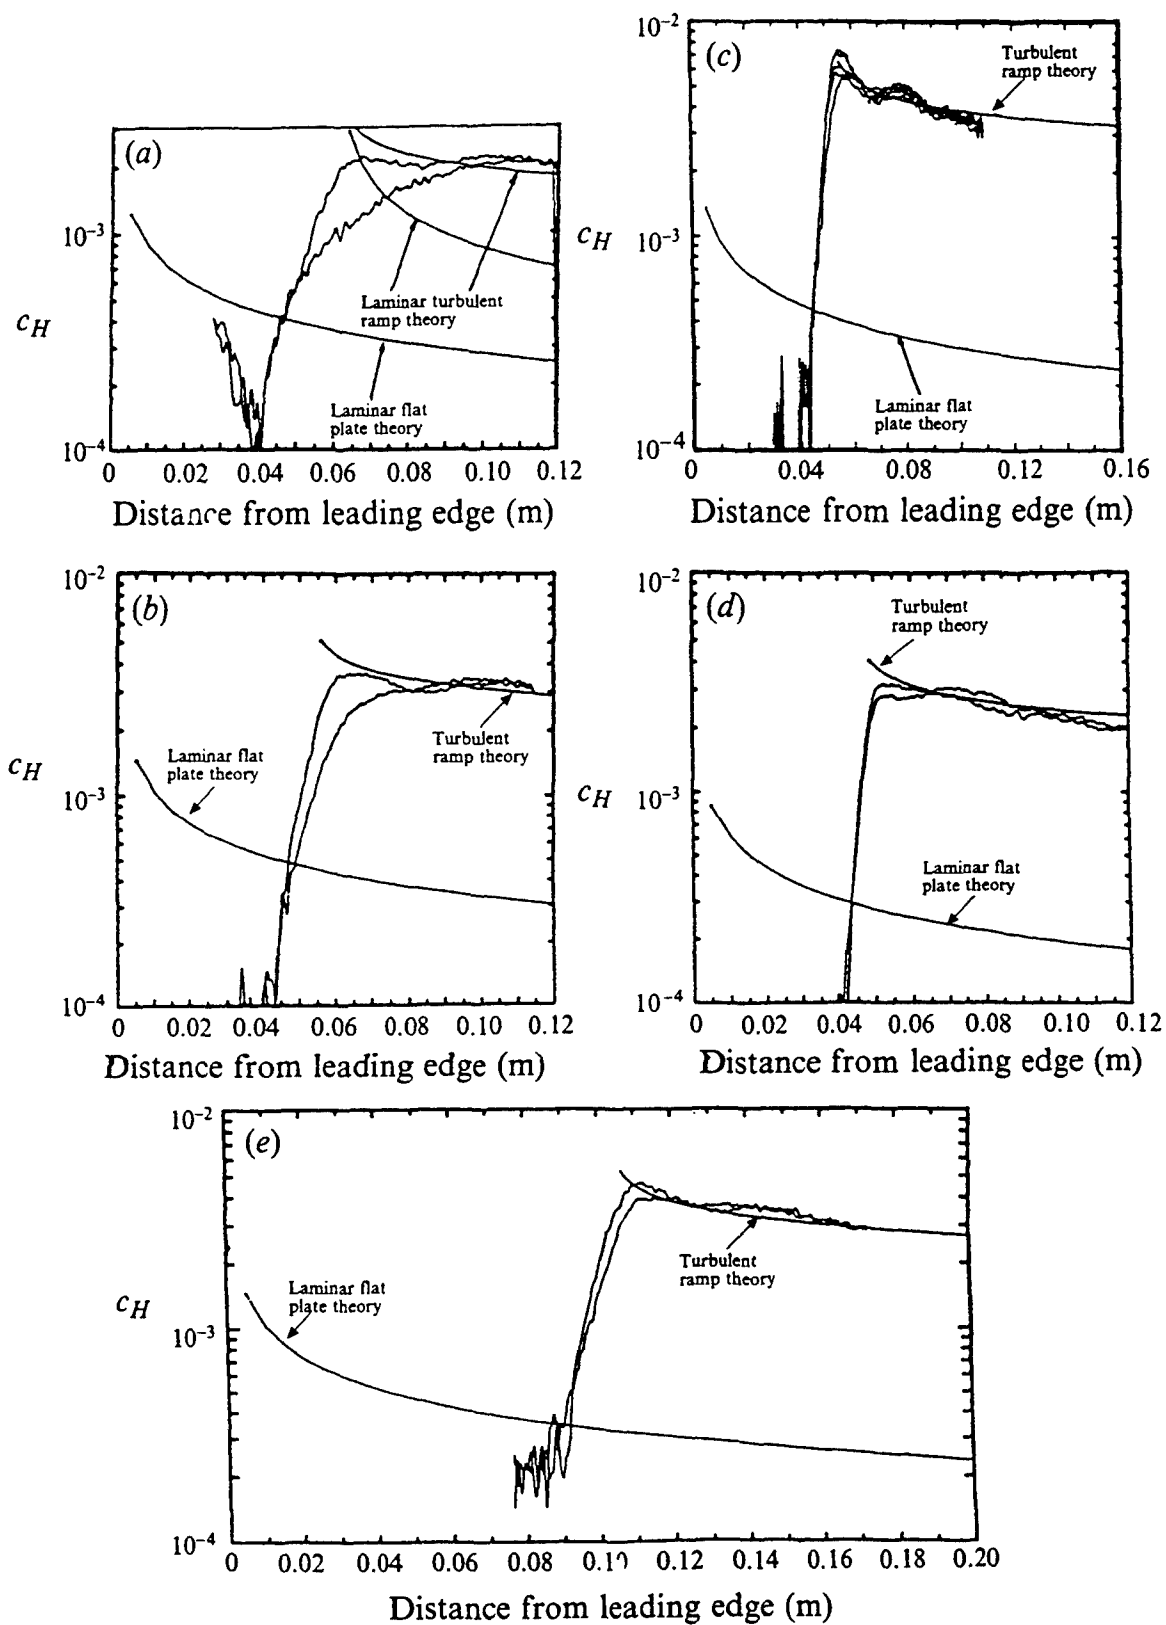 (a)
10⁻³
c_H
10⁻⁴
Laminar turbulent
ramp theory
Laminar flat
plate theory
0 0.02 0.04 0.06 0.08 0.10 0.12
Distance from leading edge (m)
(c)
10⁻²
Turbulent
ramp theory
c_H
10⁻³
Laminar flat
plate theory
10⁻⁴
0 0.04 0.08 0.12 0.16
Distance from leading edge (m)
(b)
10⁻²
Laminar flat
plate theory
Turbulent
ramp theory
c_H
10⁻³
10⁻⁴
0 0.02 0.04 0.06 0.08 0.10 0.12
Distance from leading edge (m)
(d)
10⁻²
Turbulent
ramp theory
c_H
10⁻³
Laminar flat
plate theory
10⁻⁴
0 0.02 0.04 0.06 0.08 0.10 0.12
Distance from leading edge (m)
(e)
10⁻²
Turbulent
ramp theory
Laminar flat
plate theory
c_H
10⁻³
10⁻⁴
0 0.02 0.04 0.06 0.08 0.10 0.12 0.14 0.16 0.18 0.20
Distance from leading edge (m)